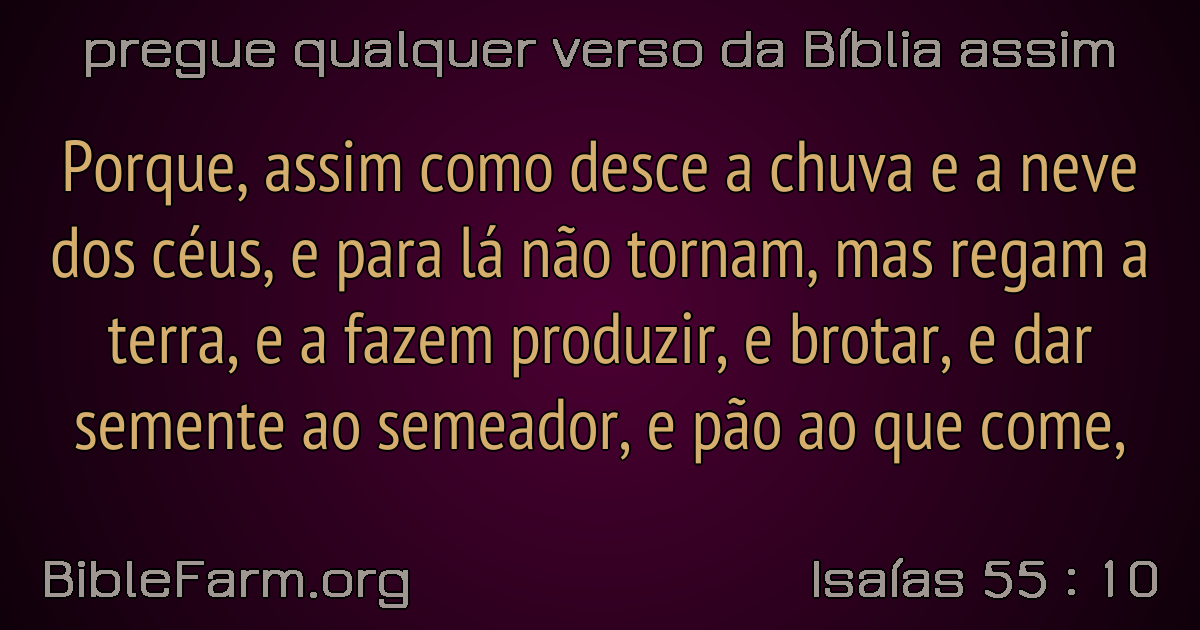 pregue qualquer verso da Bíblia assim
Porque, assim como desce a chuva e a neve
dos céus, e para lá não tornam, mas regam a
terra, e a fazem produzir, e brotar, e dar
semente ao semeador, e pão ao que come,
BibleFarm.org
Isaías 55 : 10